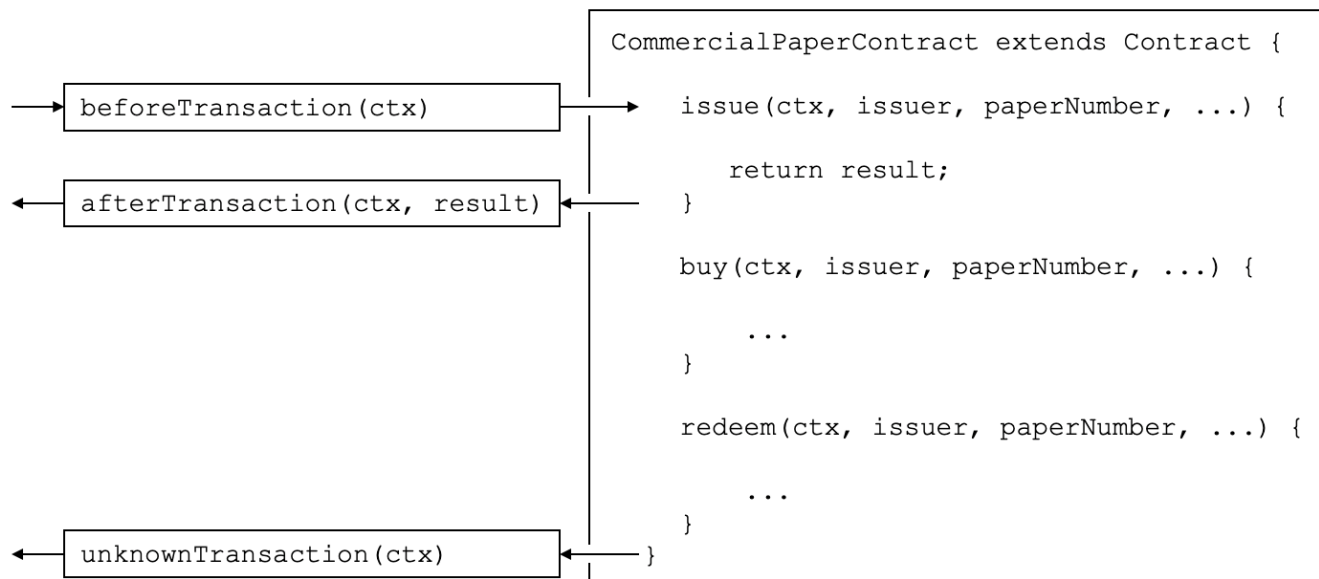 CommercialPaperContract extends Contract {
beforeTransaction(ctx)
issue(ctx, issuer, paperNumber, ...) {
return result;
afterTransaction(ctx, result)
}
buy(ctx, issuer, paperNumber, ...) {
...
}
redeem(ctx, issuer, paperNumber, ...) {
...
}
unknownTransaction(ctx)
}